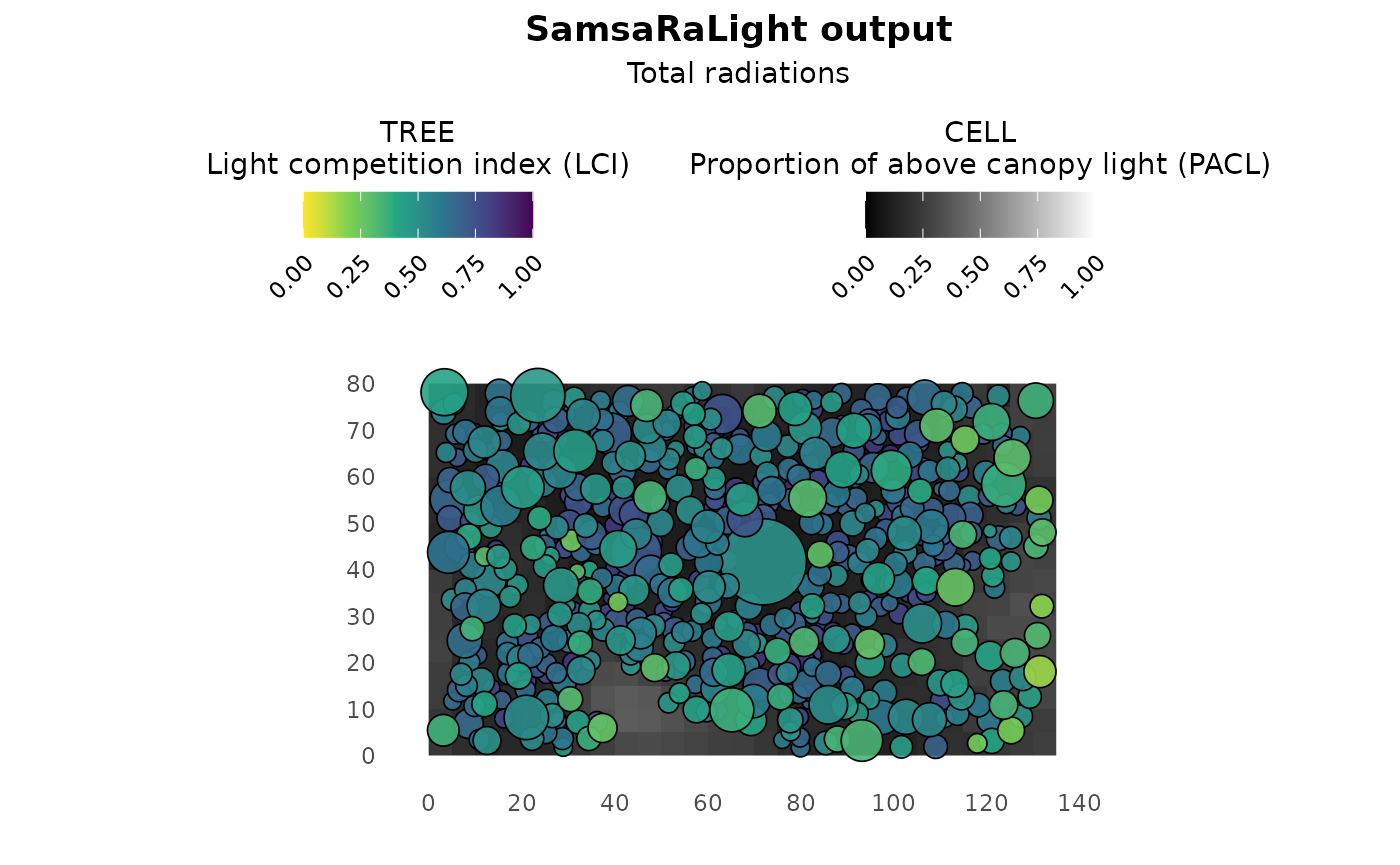 SamsaRaLight output
Total radiations
TREE
Light competition index (LCI)
0.00 0.25 0.50 0.75 1.00
CELL
Proportion of above canopy light (PACL)
0.00 0.25 0.50 0.75 1.00
80
70
60
50
40
30
20
10
0
0 20 40 60 80 100 120 140